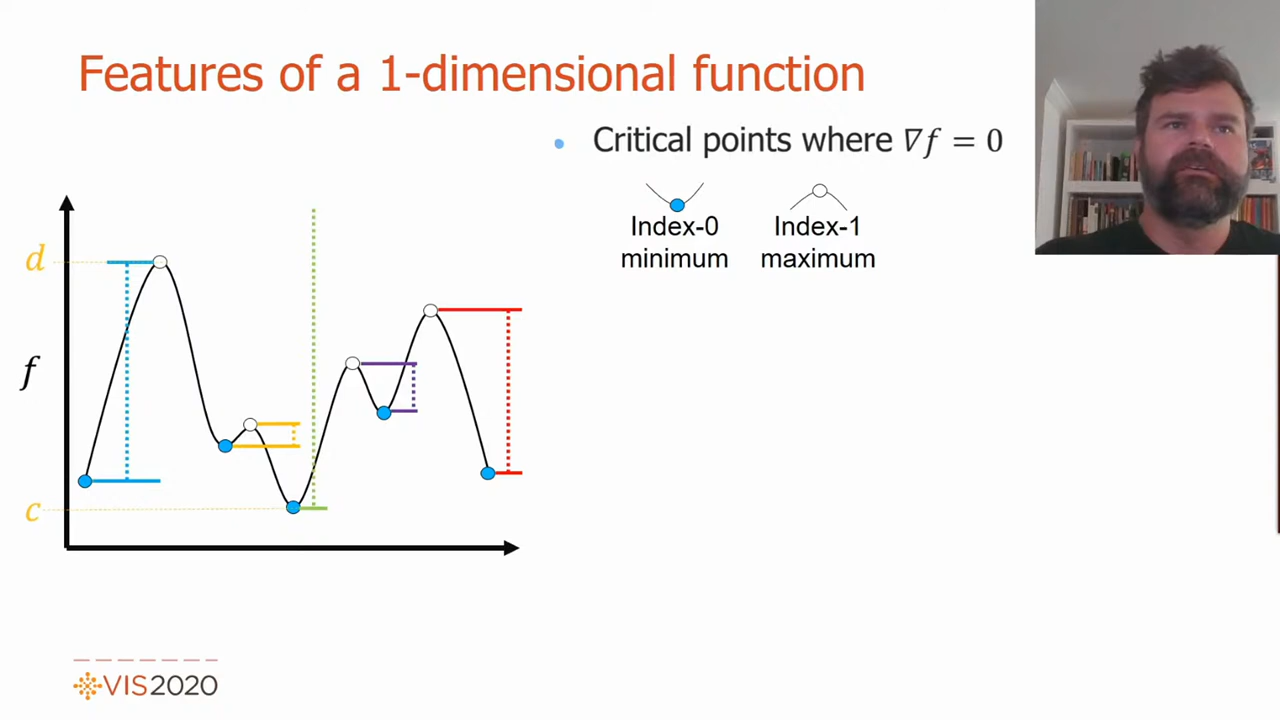 Features of a 1-dimensional function
• Critical points where ∇f = 0
Index-0
minimum
Index-1
maximum
d
f
c
VIS2020